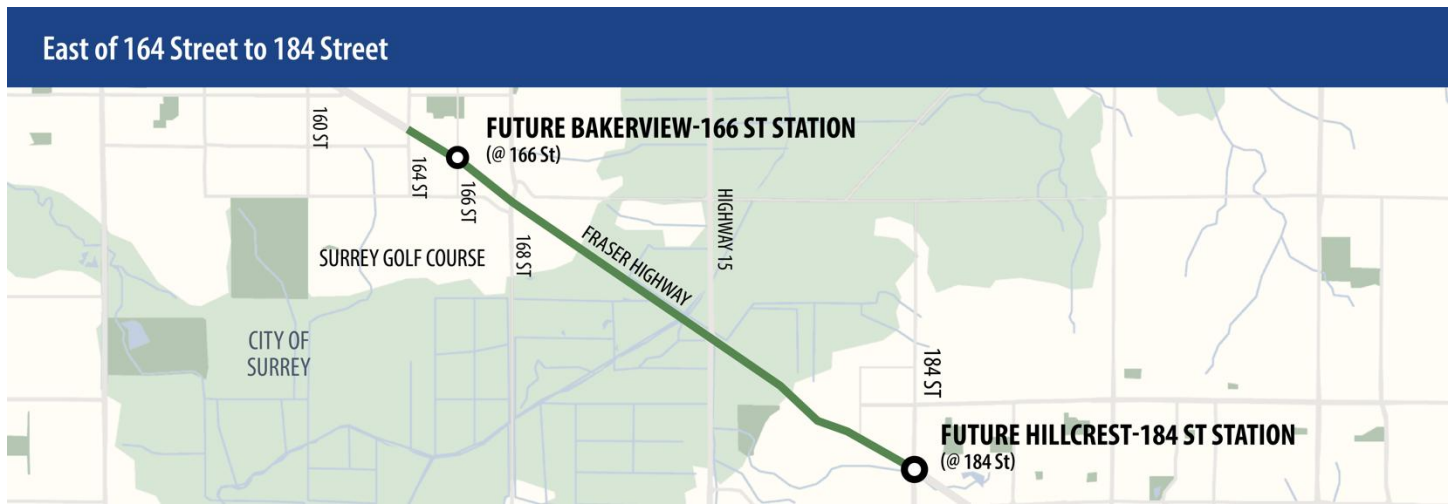 East of 164 Street to 184 Street
160 ST
FUTURE BAKERVIEW-166 ST STATION
(@ 166 St)
164 ST
166 ST
168 ST
SURREY GOLF COURSE
HIGHWAY 15
FRASER HIGHWAY
CITY OF
SURREY
184 ST
FUTURE HILLCREST-184 ST STATION
(@ 184 St)